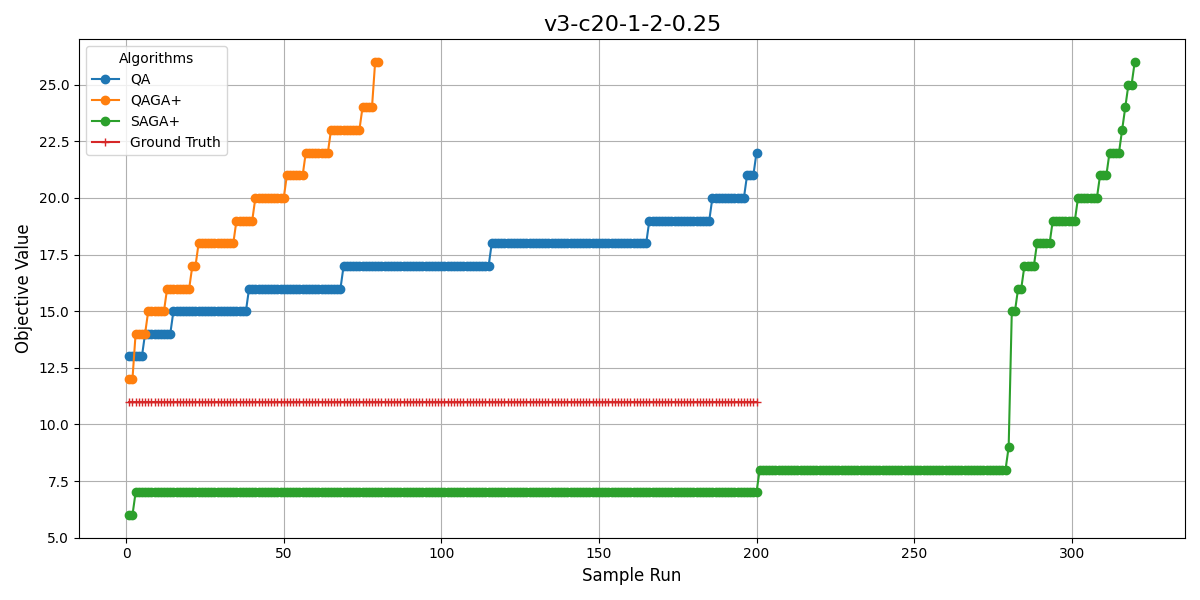 v3-c20-1-2-0.25
Algorithms
QA
QAGA+
SAGA+
Ground Truth
Objective Value
25.0
22.5
20.0
17.5
15.0
12.5
10.0
7.5
5.0
0 50 100 150 200 250 300
Sample Run